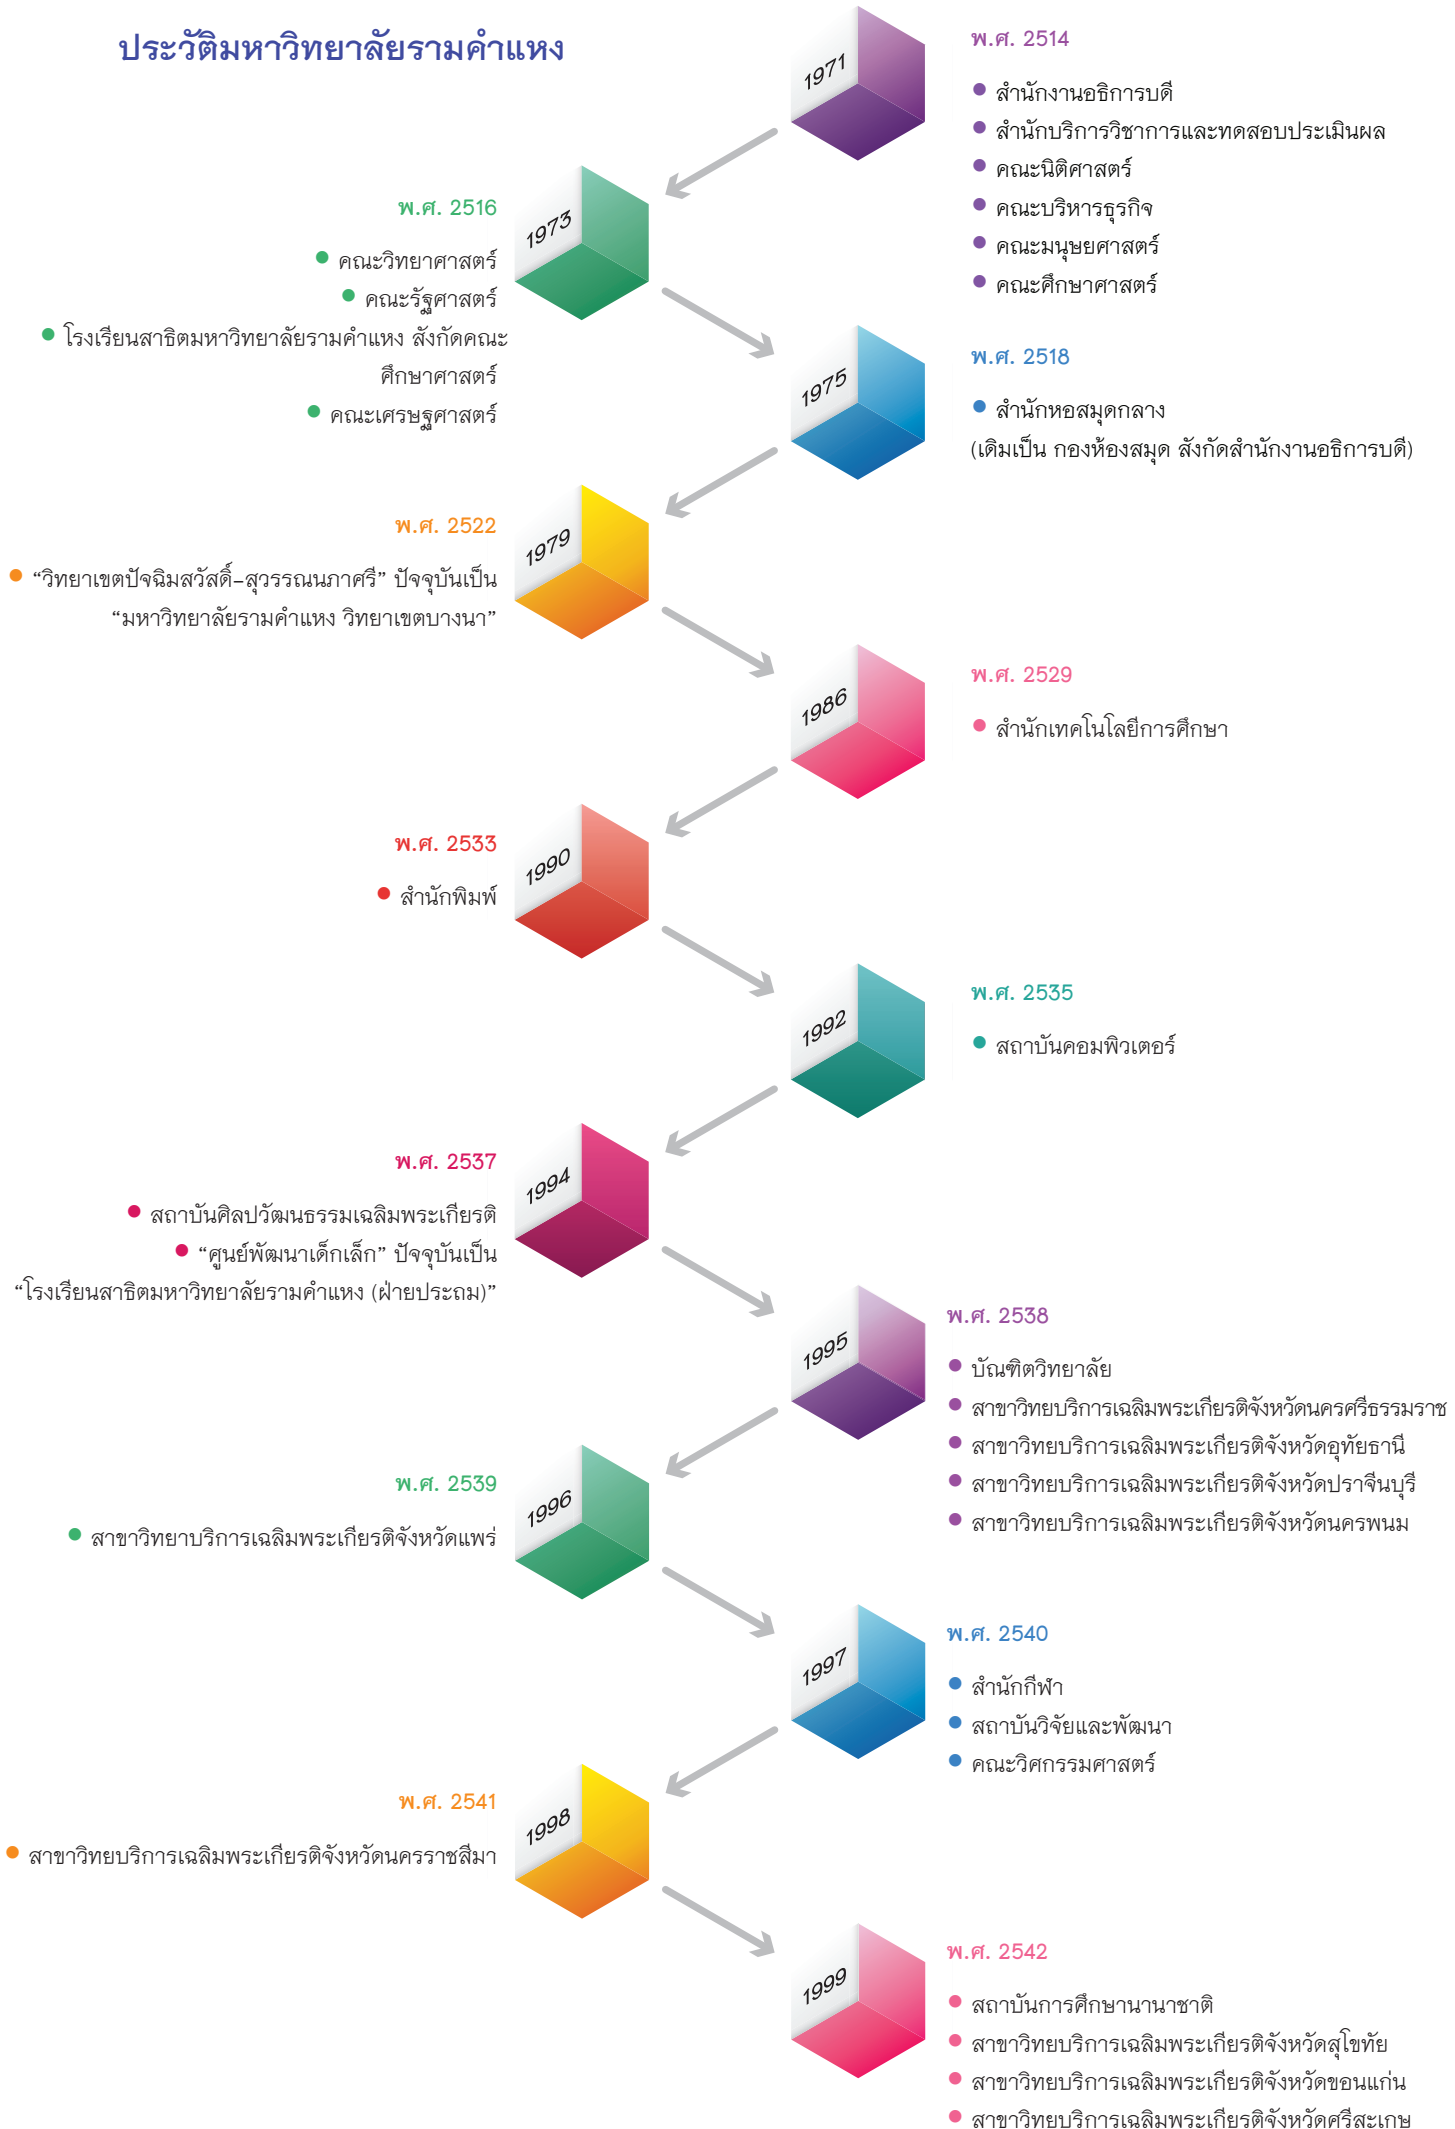 ประวัติมหาวิทยาลัยรามคำแหง
1971
พ.ศ. 2514
สำนักงานอธิการบดี
สำนักบริการวิชาการและทดสอบประเมินผล
คณะนิติศาสตร์
คณะบริหารธุรกิจ
คณะมนุษยศาสตร์
คณะศึกษาศาสตร์
1973
พ.ศ. 2516
คณะวิทยาศาสตร์
คณะรัฐศาสตร์
โรงเรียนสาธิตมหาวิทยาลัยรามคำแหง สังกัดคณะ
ศึกษาศาสตร์
คณะเศรษฐศาสตร์
1975
พ.ศ. 2518
สำนักหอสมุดกลาง
(เดิมเป็น กองห้องสมุด สังกัดสำนักงานอธิการบดี)
1979
พ.ศ. 2522
“วิทยาเขตปัจฉิมสวัสดิ์–สุวรรณนภาศรี” ปัจจุบันเป็น
“มหาวิทยาลัยรามคำแหง วิทยาเขตบางนา”
1986
พ.ศ. 2529
สำนักเทคโนโลยีการศึกษา
1990
พ.ศ. 2533
สำนักพิมพ์
1992
พ.ศ. 2535
สถาบันคอมพิวเตอร์
1994
พ.ศ. 2537
สถาบันศิลปวัฒนธรรมเฉลิมพระเกียรติ
“ศูนย์พัฒนาเด็กเล็ก” ปัจจุบันเป็น
“โรงเรียนสาธิตมหาวิทยาลัยรามคำแหง (ฝ่ายประถม)”
1995
พ.ศ. 2538
บัณฑิตวิทยาลัย
สาขาวิทยบริการเฉลิมพระเกียรติจังหวัดนครศรีธรรมราช
สาขาวิทยบริการเฉลิมพระเกียรติจังหวัดอุทัยธานี
สาขาวิทยบริการเฉลิมพระเกียรติจังหวัดปราจีนบุรี
สาขาวิทยบริการเฉลิมพระเกียรติจังหวัดนครพนม
1996
พ.ศ. 2539
สาขาวิทยาบริการเฉลิมพระเกียรติจังหวัดแพร่
1997
พ.ศ. 2540
สำนักกีฬา
สถาบันวิจัยและพัฒนา
คณะวิศกรรมศาสตร์
1998
พ.ศ. 2541
สาขาวิทยบริการเฉลิมพระเกียรติจังหวัดนครราชสีมา
1999
พ.ศ. 2542
สถาบันการศึกษานานาชาติ
สาขาวิทยบริการเฉลิมพระเกียรติจังหวัดสุโขทัย
สาขาวิทยบริการเฉลิมพระเกียรติจังหวัดขอนแก่น
สาขาวิทยบริการเฉลิมพระเกียรติจังหวัดศรีสะเกษ